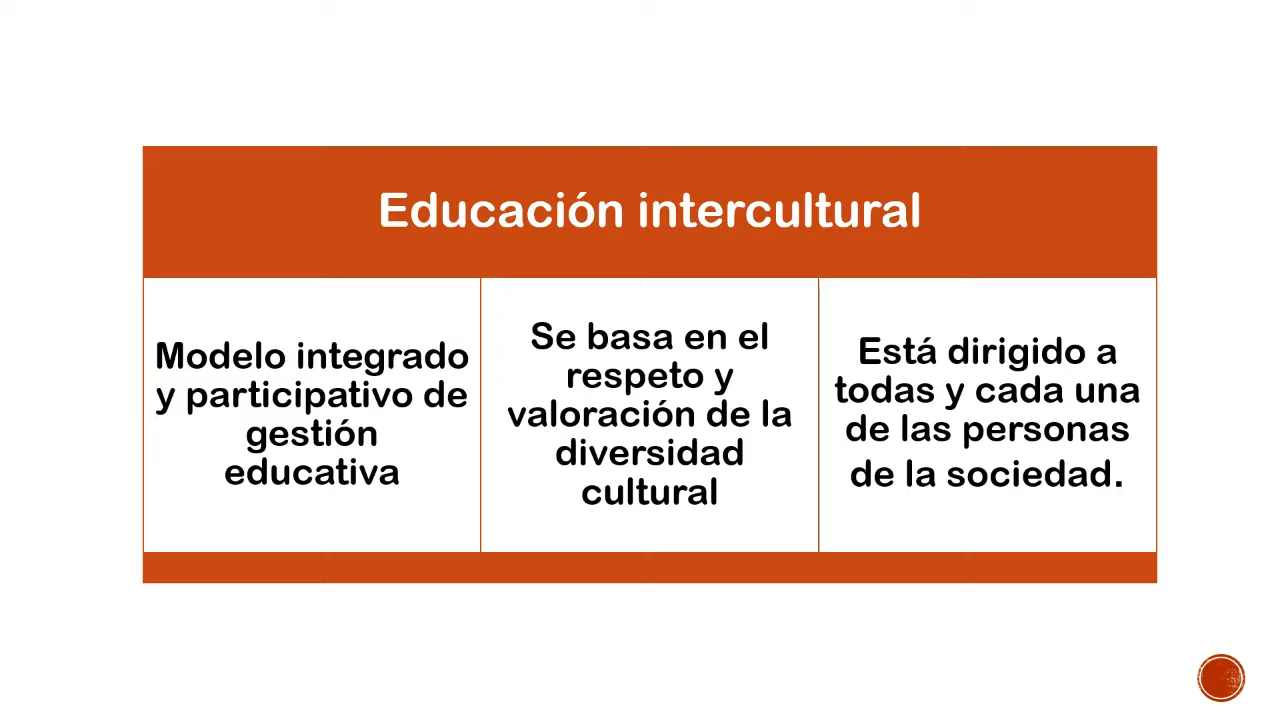 Educación intercultural
Modelo integrado
y participativo de
gestión
educativa
Se basa en el
respeto y
valoración de la
diversidad
cultural
Está dirigido a
todas y cada una
de las personas
de la sociedad.